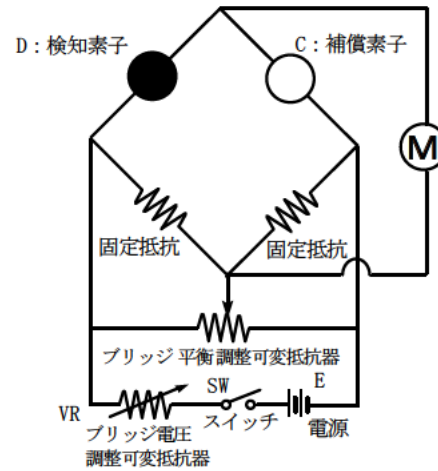 D：検知素子
C：補償素子
M
固定抵抗
固定抵抗
ブリッジ平衡調整可変抵抗器
SW
E
VR
スイッチ
電源
ブリッジ電圧
調整可変抵抗器